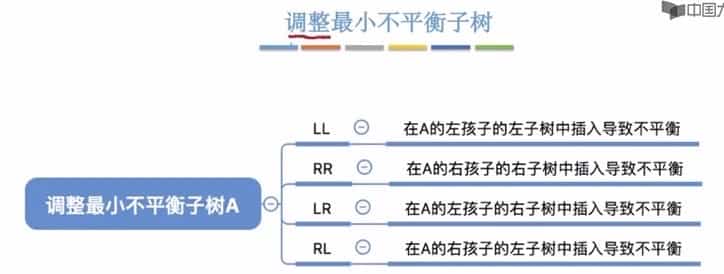 调整最小不平衡子树
中国大
调整最小不平衡子树A
LL 在A的左孩子的左子树中插入导致不平衡
RR 在A的右孩子的右子树中插入导致不平衡
LR 在A的左孩子的右子树中插入导致不平衡
RL 在A的右孩子的左子树中插入导致不平衡